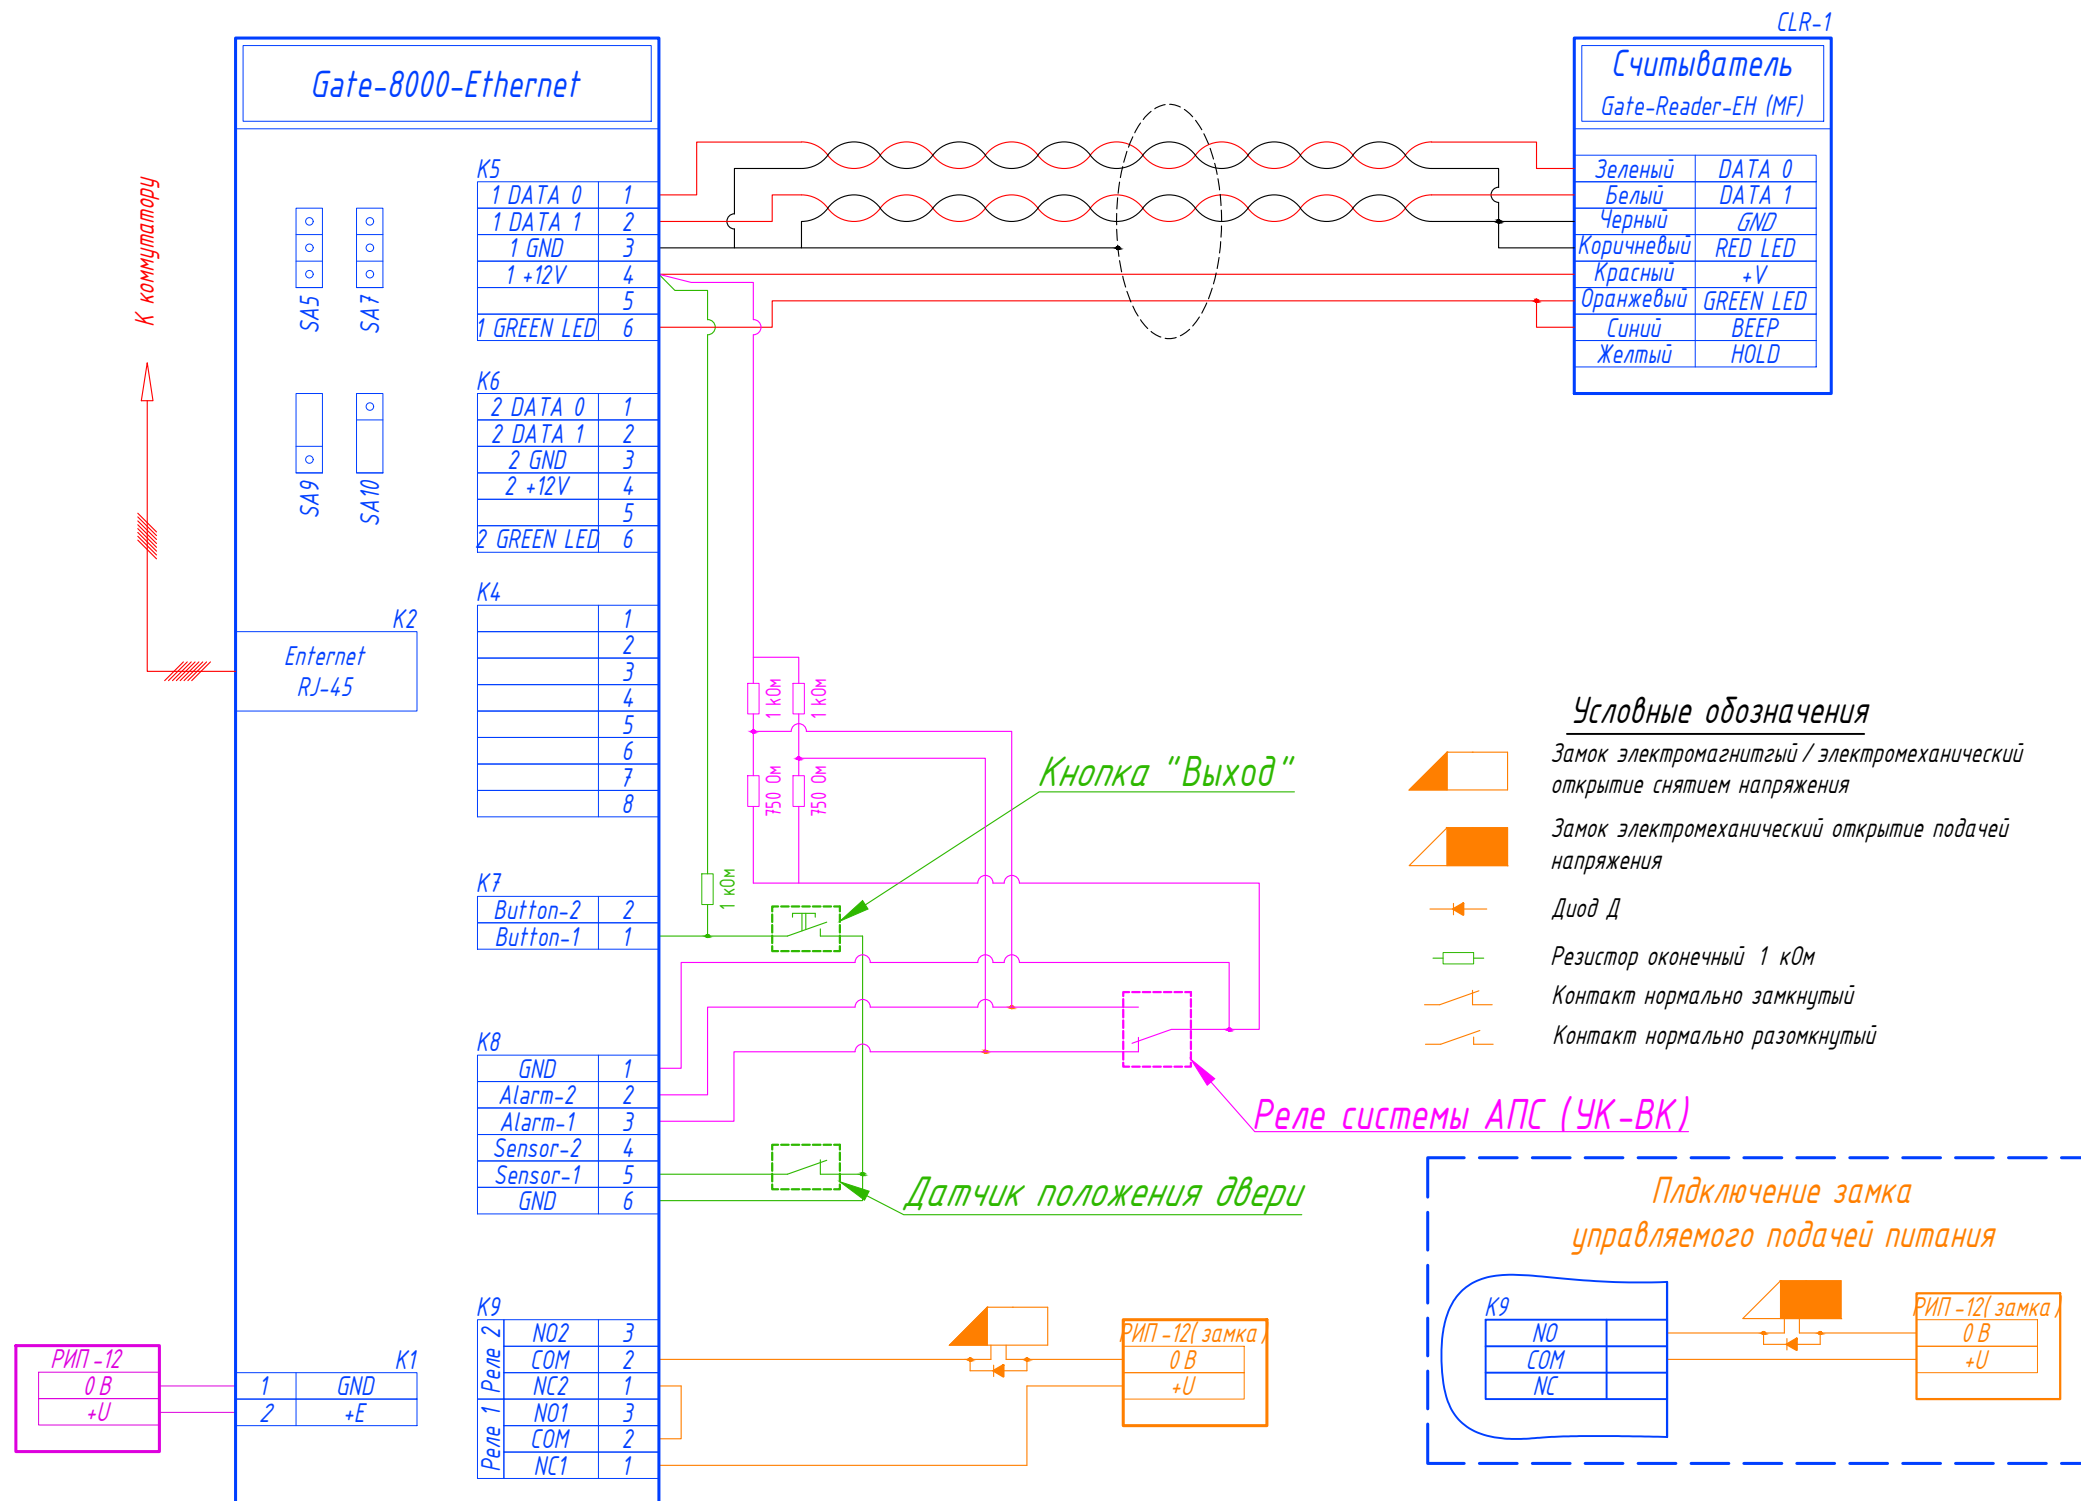 CLR-1
Gate-8000-Ethernet
Считыватель
Gate-Reader-EH (MF)
К коммутатору
SA5
SA7
SA9
SA10
K5
1 DATA 0 1
1 DATA 1 2
1 GND 3
1 +12V 4
5
1 GREEN LED 6
Зеленый DATA 0
Белый DATA 1
Черный GND
Коричневый RED LED
Красный +V
Оранжевый GREEN LED
Синий BEEP
Желтый HOLD
K6
2 DATA 0 1
2 DATA 1 2
2 GND 3
2 +12V 4
5
2 GREEN LED 6
K4
1
2
3
4
5
6
7
8
K2
Enternet
RJ-45
1 кОм
1 кОм
750 Ом
750 Ом
1 кОм
Кнопка "Выход"
K7
Button-2 2
Button-1 1
K8
GND 1
Alarm-2 2
Alarm-1 3
Sensor-2 4
Sensor-1 5
GND 6
Реле системы АПС (УК-ВК)
Датчик положения двери
Условные обозначения
Замок электромагнитгый / электромеханический
открытие снятием напряжения
Замок электромеханический открытие подачей
напряжения
Диод Д
Резистор оконечный 1 кОм
Контакт нормально замкнутый
Контакт нормально разомкнутый
K9
Реле 2
NO2 3
COM 2
NC2 1
Реле 1
NO1 3
COM 2
NC1 1
РИП-12(замка)
0 В
+U
РИП-12
0 В
+U
K1
1 GND
2 +E
Плдключение замка
управляемого подачей питания
K9
NO
COM
NC
РИП-12(замка)
0 В
+U